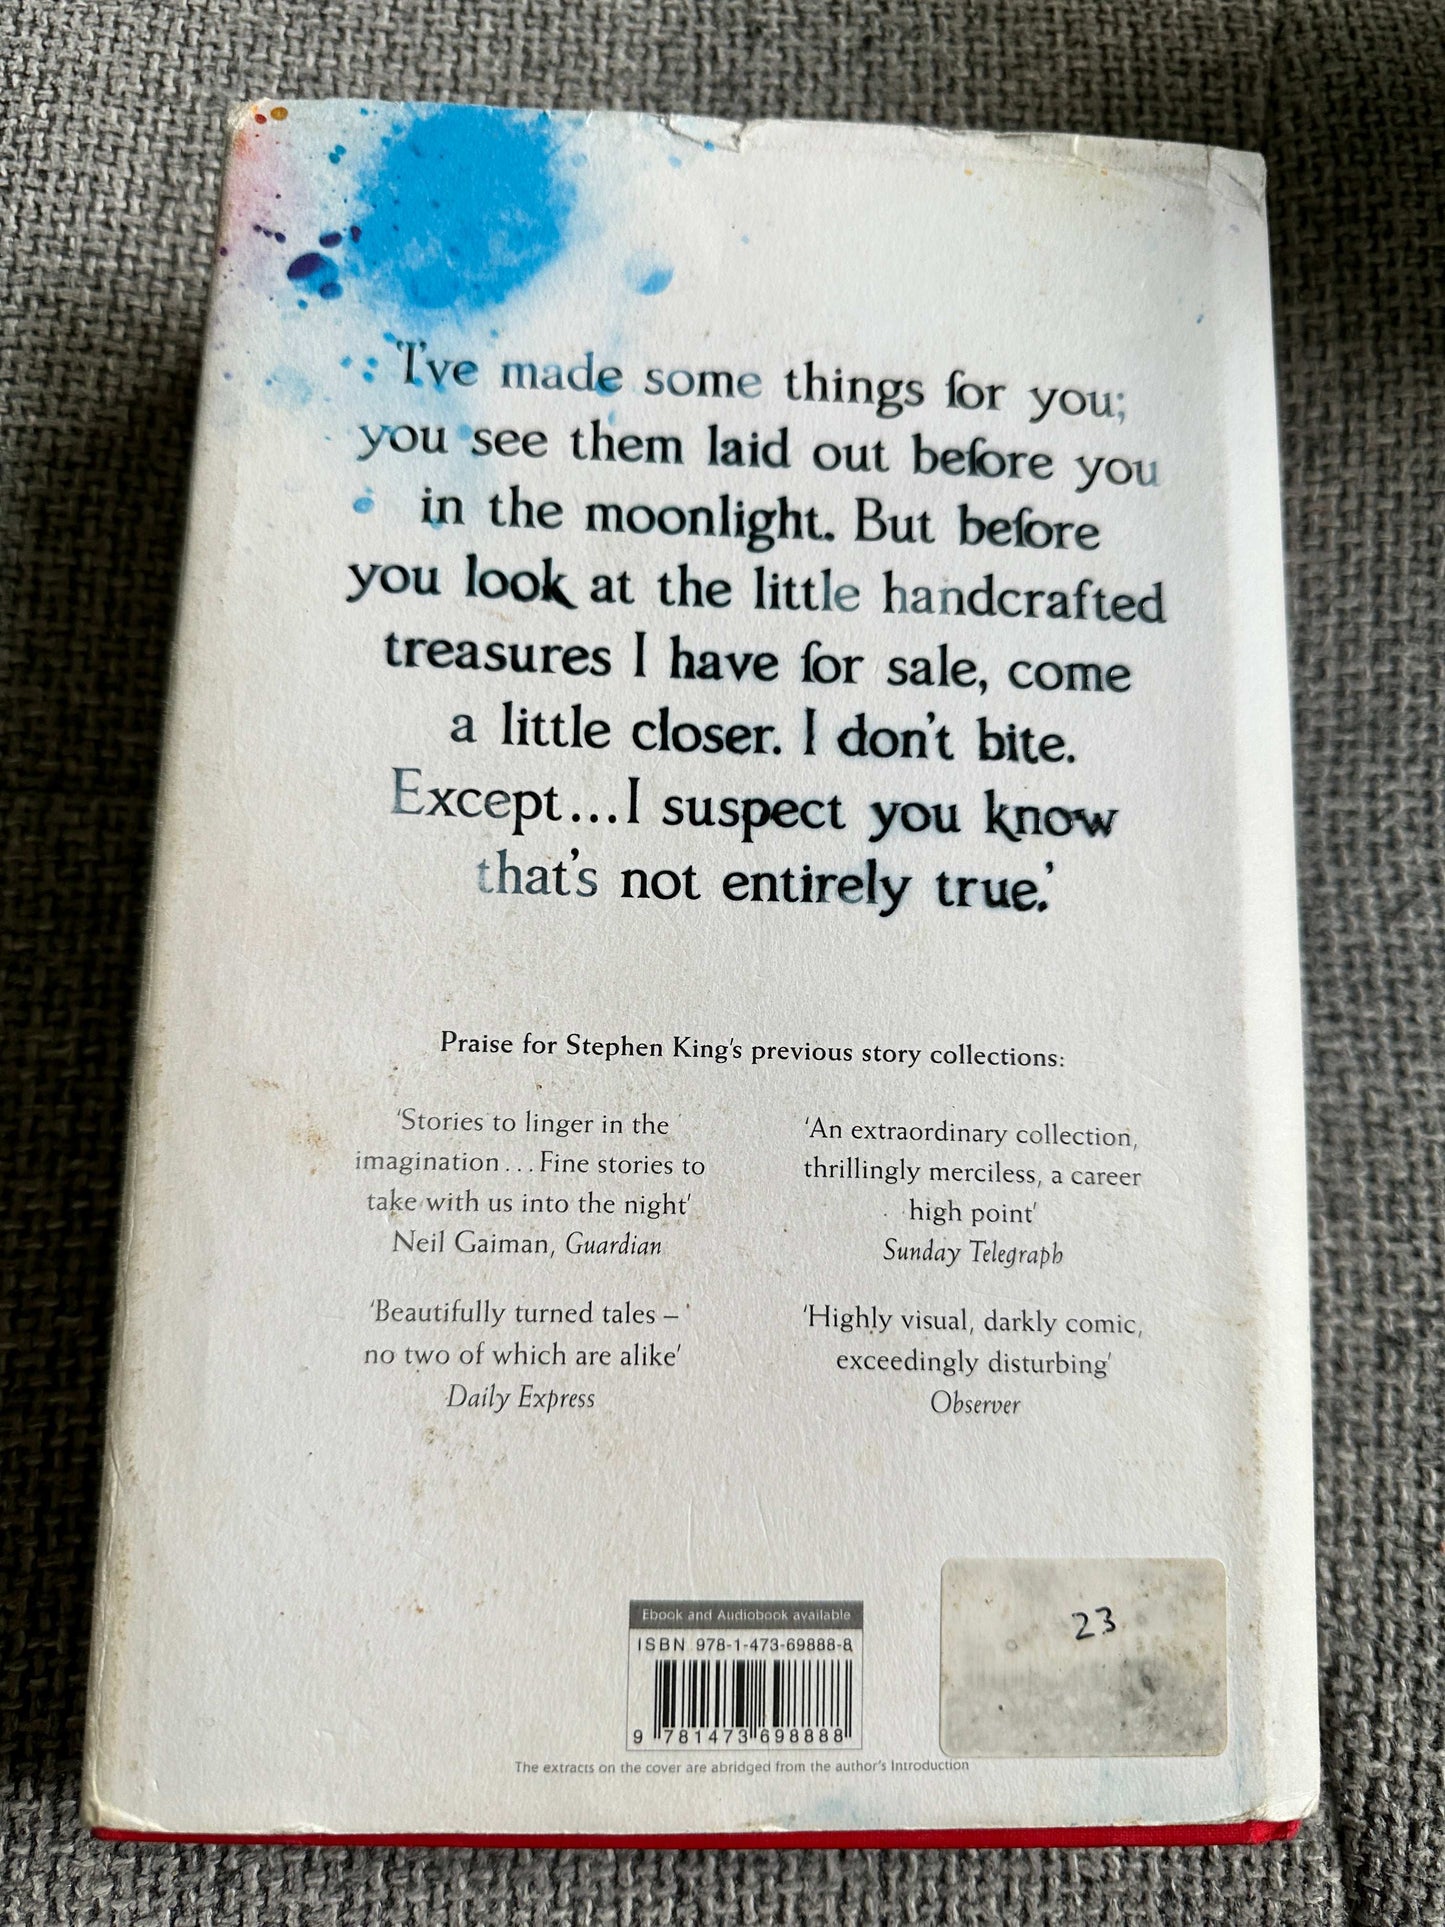 'I've made some things for you;
you see them laid out before you
in the moonlight. But before
you look at the little handcrafted
treasures I have for sale, come
a little closer. I don't bite.
Except...I suspect you know
that's not entirely true.'
Praise for Stephen King's previous story collections:
'Stories to linger in the
imagination... Fine stories to
take with us into the night'
Neil Gaiman, Guardian
'An extraordinary collection,
thrillingly merciless, a career
high point'
Sunday Telegraph
'Beautifully turned tales –
no two of which are alike'
Daily Express
'Highly visual, darkly comic,
exceedingly disturbing'
Observer
Ebook and Audiobook available
ISBN 978-1-473-69888-8
9 781473 698888
23
The extracts on the cover are abridged from the author's Introduction